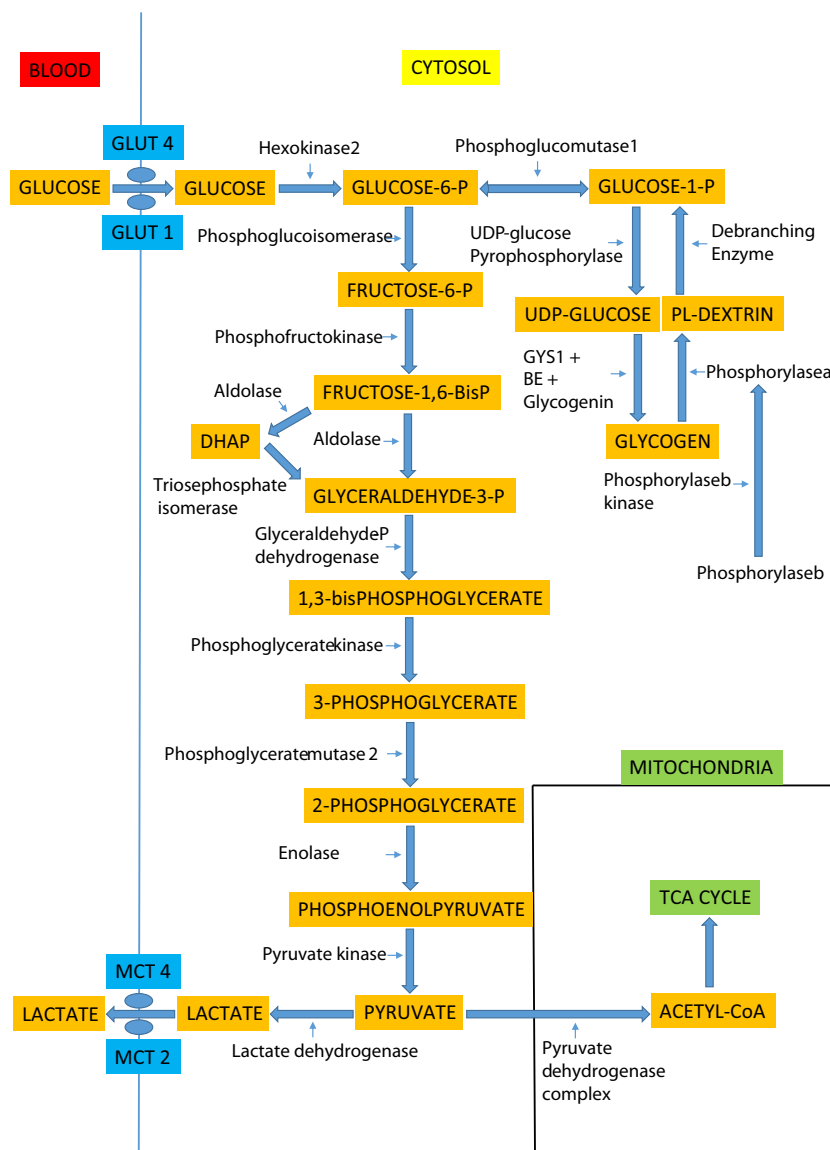 BLOOD
CYTOSOL
GLUT 4
Hexokinase2
Phosphoglucomutase1
GLUCOSE
GLUCOSE
GLUCOSE-6-P
GLUCOSE-1-P
GLUT 1
Phosphoglucoisomerase
UDP-glucose
Pyrophosphorylase
Debranching
Enzyme
FRUCTOSE-6-P
UDP-GLUCOSE
PL-DEXTRIN
Phosphofructokinase
GYS1 +
BE +
Glycogenin
Phosphorylasea
Aldolase
FRUCTOSE-1,6-BisP
DHAP
Aldolase
GLYCOGEN
Triosephosphate
isomerase
GLYCERALDEHYDE-3-P
Phosphorylaseb
kinase
GlyceraldehydeP
dehydrogenase
Phosphorylaseb
1,3-bisPHOSPHOGLYCERATE
Phosphoglyceratekinase
3-PHOSPHOGLYCERATE
Phosphoglyceratemutase 2
MITOCHONDRIA
2-PHOSPHOGLYCERATE
Enolase
TCA CYCLE
PHOSPHOENOLPYRUVATE
Pyruvate kinase
MCT 4
LACTATE
LACTATE
PYRUVATE
ACETYL-CoA
MCT 2
Lactate dehydrogenase
Pyruvate
dehydrogenase
complex